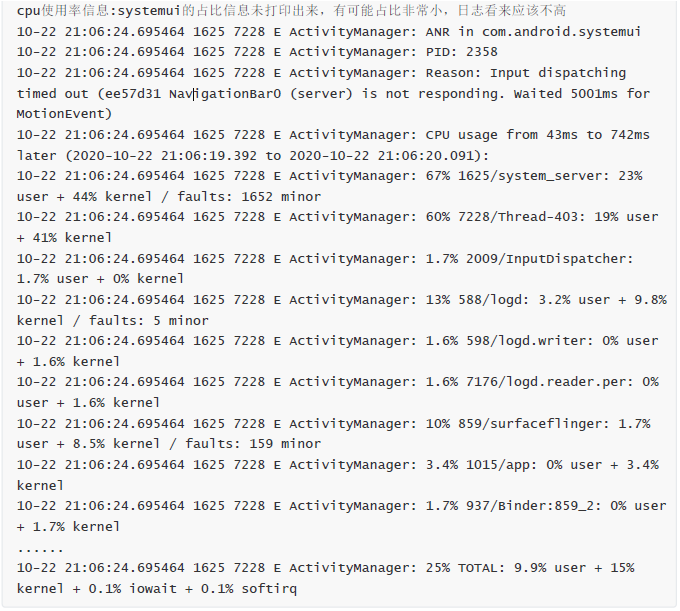 cpu使用率信息:systemui的占比信息未打印出来，有可能占比非常小，日志看来应该不高
10-22 21:06:24.695464 1625 7228 E ActivityManager: ANR in com.android.systemui
10-22 21:06:24.695464 1625 7228 E ActivityManager: PID: 2358
10-22 21:06:24.695464 1625 7228 E ActivityManager: Reason: Input dispatching
timed out (ee57d31 NavigationBar0 (server) is not responding. Waited 5001ms for
MotionEvent)
10-22 21:06:24.695464 1625 7228 E ActivityManager: CPU usage from 43ms to 742ms
later (2020-10-22 21:06:19.392 to 2020-10-22 21:06:20.091):
10-22 21:06:24.695464 1625 7228 E ActivityManager: 67% 1625/system_server: 23%
user + 44% kernel / faults: 1652 minor
10-22 21:06:24.695464 1625 7228 E ActivityManager: 60% 7228/Thread-403: 19% user
+ 41% kernel
10-22 21:06:24.695464 1625 7228 E ActivityManager: 1.7% 2009/InputDispatcher:
1.7% user + 0% kernel
10-22 21:06:24.695464 1625 7228 E ActivityManager: 13% 588/logd: 3.2% user + 9.8%
kernel / faults: 5 minor
10-22 21:06:24.695464 1625 7228 E ActivityManager: 1.6% 598/logd.writer: 0% user
+ 1.6% kernel
10-22 21:06:24.695464 1625 7228 E ActivityManager: 1.6% 7176/logd.reader.per: 0%
user + 1.6% kernel
10-22 21:06:24.695464 1625 7228 E ActivityManager: 10% 859/surfaceflinger: 1.7%
user + 8.5% kernel / faults: 159 minor
10-22 21:06:24.695464 1625 7228 E ActivityManager: 3.4% 1015/app: 0% user + 3.4%
kernel
10-22 21:06:24.695464 1625 7228 E ActivityManager: 1.7% 937/Binder:859_2: 0% user
+ 1.7% kernel
......
10-22 21:06:24.695464 1625 7228 E ActivityManager: 25% TOTAL: 9.9% user + 15%
kernel + 0.1% iowait + 0.1% softirq